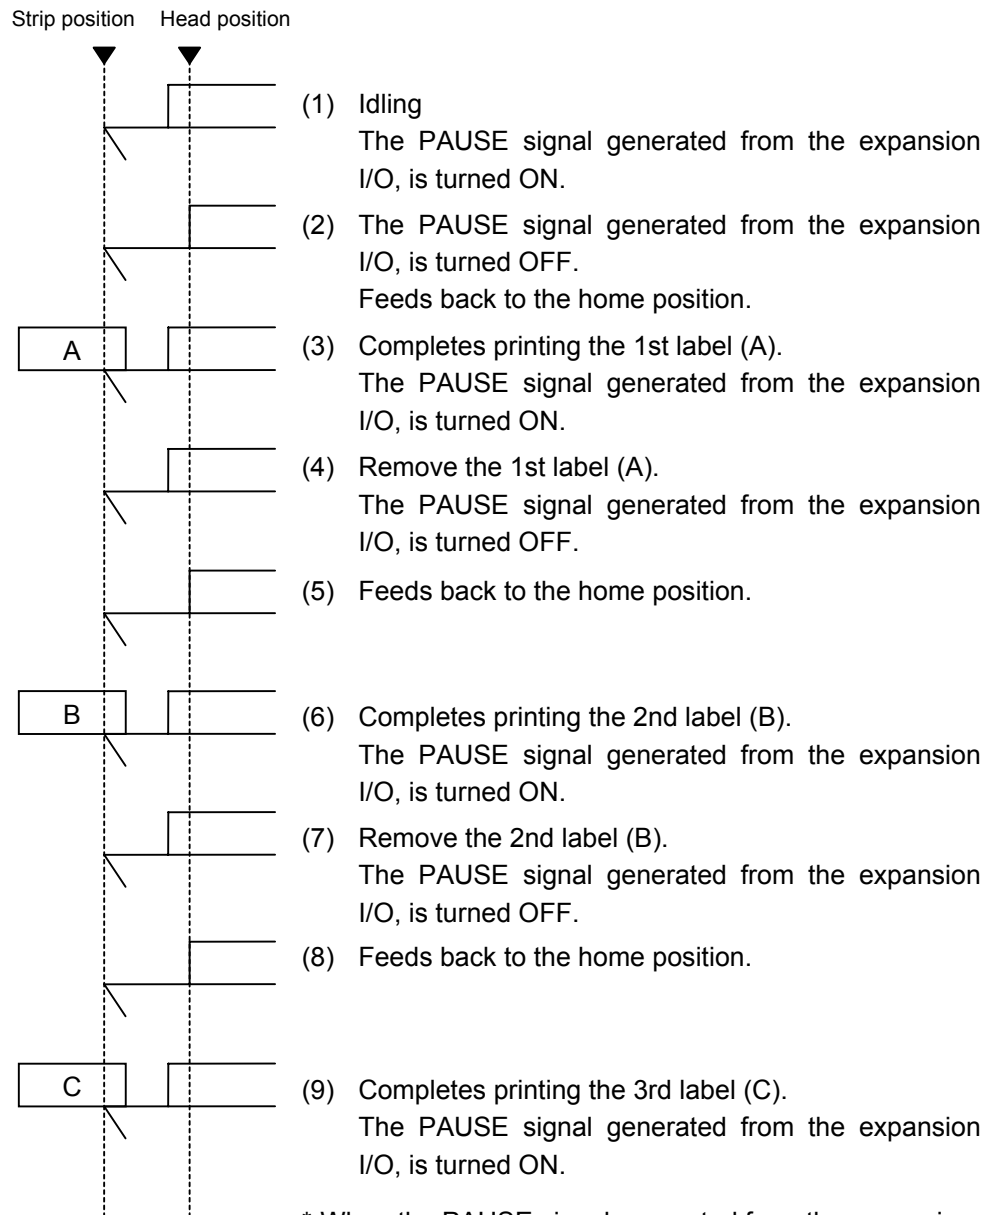 Strip position Head position
(1) Idling
The PAUSE signal generated from the expansion
I/O, is turned ON.
(2) The PAUSE signal generated from the expansion
I/O, is turned OFF.
Feeds back to the home position.
A
(3) Completes printing the 1st label (A).
The PAUSE signal generated from the expansion
I/O, is turned ON.
(4) Remove the 1st label (A).
The PAUSE signal generated from the expansion
I/O, is turned OFF.
(5) Feeds back to the home position.
B
(6) Completes printing the 2nd label (B).
The PAUSE signal generated from the expansion
I/O, is turned ON.
(7) Remove the 2nd label (B).
The PAUSE signal generated from the expansion
I/O, is turned OFF.
(8) Feeds back to the home position.
C
(9) Completes printing the 3rd label (C).
The PAUSE signal generated from the expansion
I/O, is turned ON.